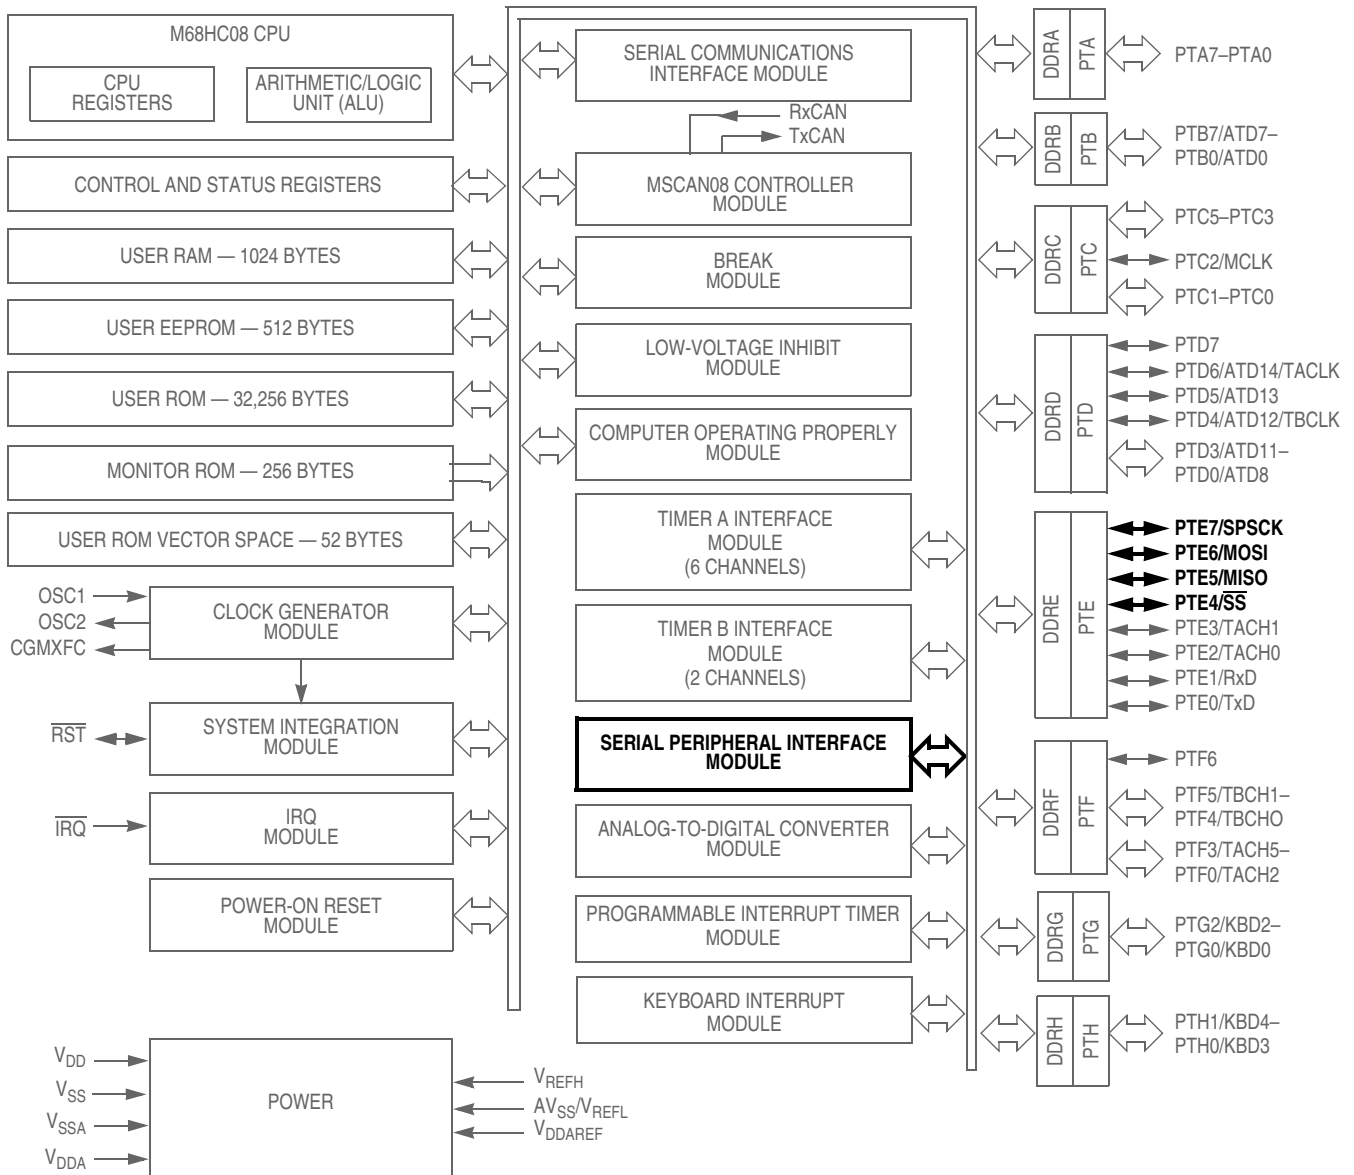 M68HC08 CPU
CPU
REGISTERS
ARITHMETIC/LOGIC
UNIT (ALU)
CONTROL AND STATUS REGISTERS
USER RAM — 1024 BYTES
USER EEPROM — 512 BYTES
USER ROM — 32,256 BYTES
MONITOR ROM — 256 BYTES
USER ROM VECTOR SPACE — 52 BYTES
OSC1
OSC2
CGMXFC
CLOCK GENERATOR
MODULE
RST
SYSTEM INTEGRATION
MODULE
IRQ
IRQ
MODULE
POWER-ON RESET
MODULE
VDD
VSS
VSSA
VDDA
POWER
VREFH
AVSS/VREFL
VDDAREF
SERIAL COMMUNICATIONS
INTERFACE MODULE
RxCAN
TxCAN
MSCAN08 CONTROLLER
MODULE
BREAK
MODULE
LOW-VOLTAGE INHIBIT
MODULE
COMPUTER OPERATING PROPERLY
MODULE
TIMER A INTERFACE
MODULE
(6 CHANNELS)
TIMER B INTERFACE
MODULE
(2 CHANNELS)
SERIAL PERIPHERAL INTERFACE
MODULE
ANALOG-TO-DIGITAL CONVERTER
MODULE
PROGRAMMABLE INTERRUPT TIMER
MODULE
KEYBOARD INTERRUPT
MODULE
DDRA
PTA
PTA7–PTA0
DDRB
PTB
PTB7/ATD7–
PTB0/ATD0
DDRC
PTC
PTC5–PTC3
PTC2/MCLK
PTC1–PTC0
DDRD
PTD
PTD7
PTD6/ATD14/TACLK
PTD5/ATD13
PTD4/ATD12/TBCLK
PTD3/ATD11–
PTD0/ATD8
DDRE
PTE
PTE7/SPSCK
PTE6/MOSI
PTE5/MISO
PTE4/SS
PTE3/TACH1
PTE2/TACH0
PTE1/RxD
PTE0/TxD
DDRF
PTF
PTF6
PTF5/TBCH1–
PTF4/TBCHO
PTF3/TACH5–
PTF0/TACH2
DDRG
PTG
PTG2/KBD2–
PTG0/KBD0
DDRH
PTH
PTH1/KBD4–
PTH0/KBD3